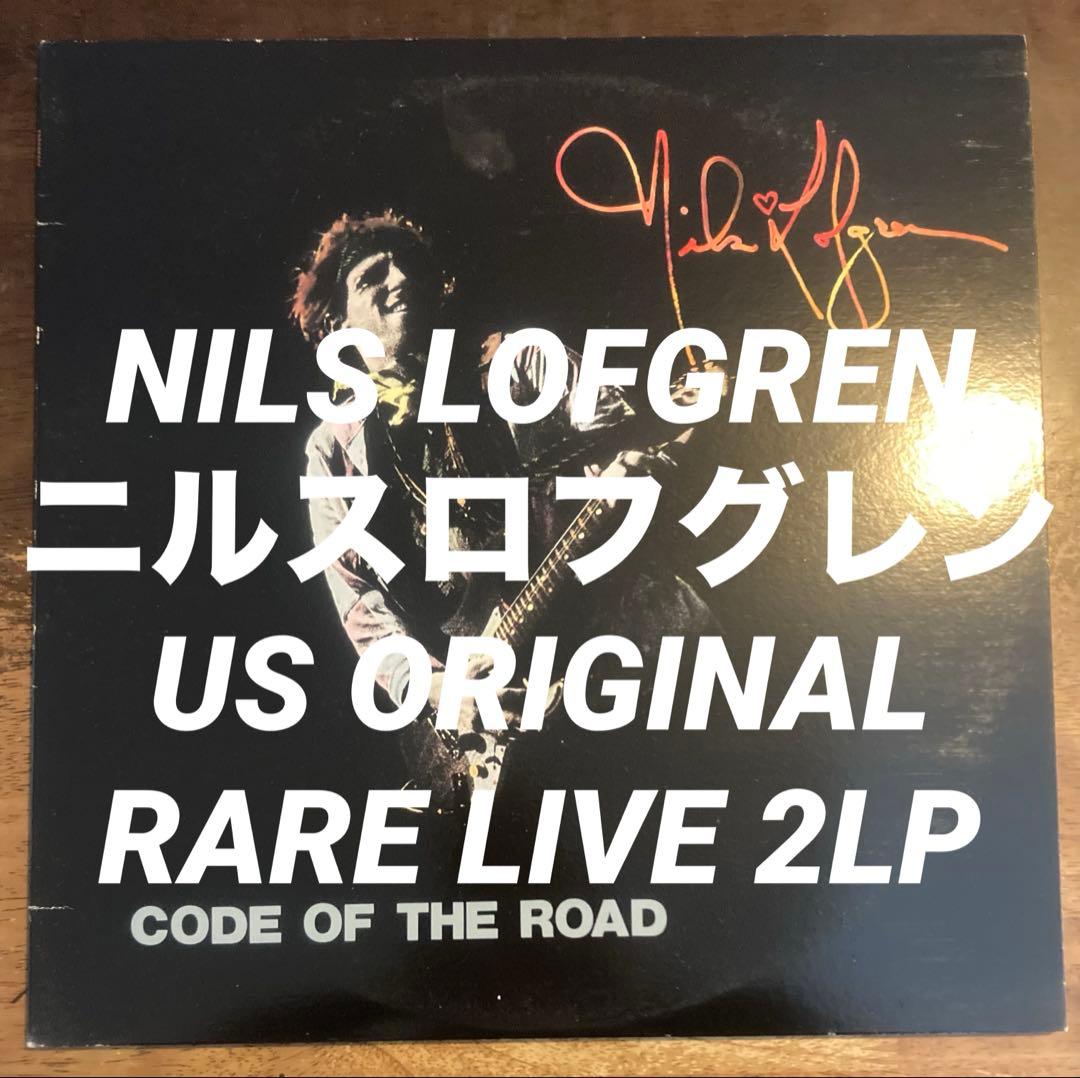 Nils Lofgren
NILS LOFGREN
ニルスロフグレン
US ORIGINAL
RARE LIVE 2LP
CODE OF THE ROAD